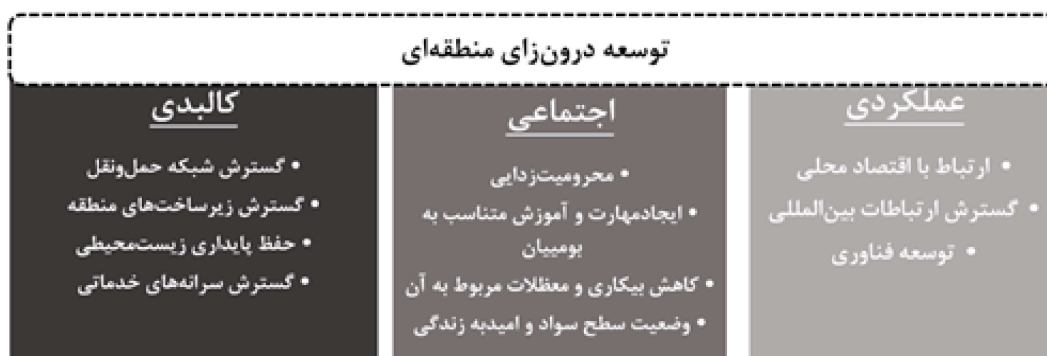 توسعه درون‌زای منطقه‌ای
عملکردی
• ارتباط با اقتصاد محلی
• گسترش ارتباطات بین‌المللی
• توسعه فناوری
اجتماعی
• محرومیت‌زدایی
• ایجادمهارت و آموزش متناسب به
بومییان
• کاهش بیکاری و معظلات مربوط به آن
• وضعیت سطح سواد و امیدبه زندگی
کالبدی
• گسترش شبکه حمل‌ونقل
• گسترش زیرساخت‌های منطقه
• حفظ پایداری زیست‌محیطی
• گسترش سرانه‌های خدماتی